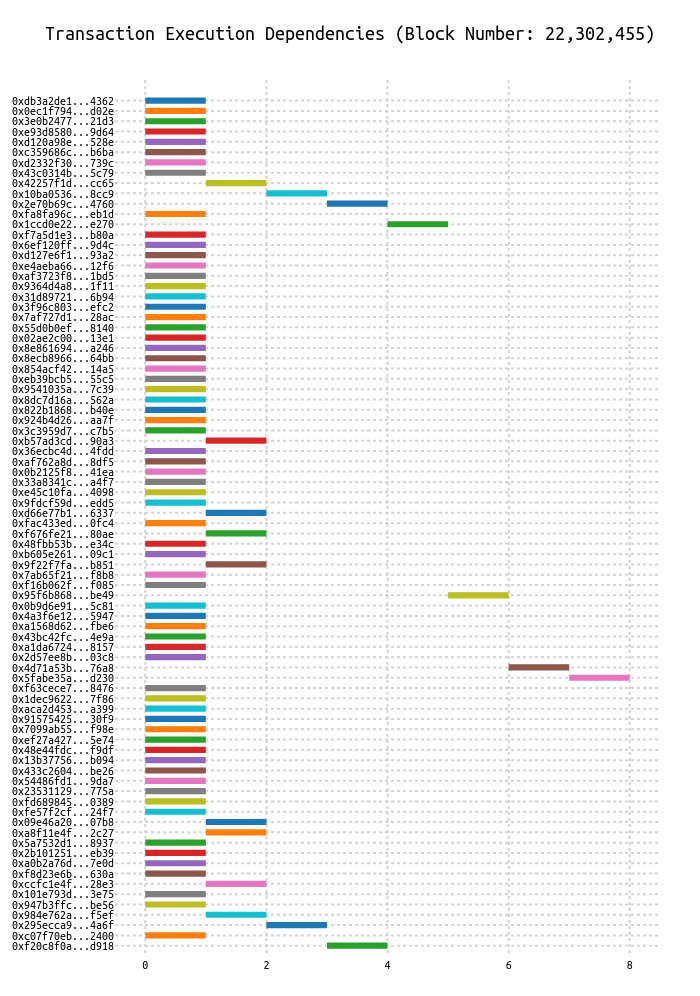 Transaction Execution Dependencies (Block Number: 22,302,455)
0xdb3a2de1...4362
0x0ec1f794...d02e
0x3e0b2477...21d3
0xe93d8580...9d64
0xd120a98e...528e
0xc359686c...b6ba
0xd2332f30...739c
0x43c0314b...5c79
0x42257f1d...cc65
0x10ba0536...8cc9
0x2e70b69c...4760
0xfa8fa96c...eb1d
0x1ccd0e22...e270
0xf7a5d1e3...b80a
0x6ef120ff...9d4c
0xd127e6f1...93a2
0xe4aeba66...12f6
0xaf3723f8...1bd5
0x9364d4a8...1f11
0x31d89721...6b94
0x3f96c803...efc2
0x7af727d1...28ac
0x55d0b0ef...8140
0x02ae2c00...13e1
0x8e861694...a246
0x8ecb8966...64bb
0x854acf42...14a5
0xeb39bcb5...55c5
0x9541035a...7c39
0x8dc7d16a...562a
0x822b1868...b40e
0x924b4d26...aa7f
0x3c3959d7...c7b5
0xb57ad3cd...90a3
0x36ecbc4d...4fdd
0xaf762a8d...8df5
0x0b2125f8...41ea
0x33a8341c...a4f7
0xe45c10fa...4098
0x9fdcf59d...edd5
0xd66e77b1...6337
0xfac433ed...0fc4
0xf676fe21...80ae
0x48fbb53b...e34c
0xb605e261...09c1
0x9f22f7fa...b851
0x7ab65f21...f8b8
0xf16b062f...f085
0x95f6b868...be49
0x0b9d6e91...5c81
0x4a3f6e12...5947
0xa1568d62...fbe6
0x43bc42fc...4e9a
0xa1da6724...8157
0x2d57ee8b...03c8
0x4d71a53b...76a8
0x5fabe35a...d230
0xf63cece7...8476
0x1dec9622...7f86
0xaca2d453...a399
0x91575425...30f9
0x7099ab55...f98e
0xef27a427...5e74
0x48e44fdc...f9df
0x13b37756...b094
0x433c2604...be26
0x54486fd1...9da7
0x23531129...775a
0xfd689845...0389
0xfe57f2cf...24f7
0x09e46a20...07b8
0xa8f11e4f...2c27
0x5a7532d1...8937
0x2b101251...eb39
0xa0b2a76d...7e0d
0xf8d23e6b...630a
0xccfc1e4f...28e3
0x101e793d...3e75
0x947b3ffc...be56
0x984e762a...f5ef
0x295ecca9...4a6f
0xc07f70eb...2400
0xf20c8f0a...d918
0 2 4 6 8